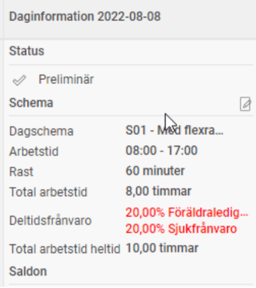 Daginformation 2022-08-08
Status
Preliminär
Schema
Dagschema S01 - Med flexra...
Arbetstid 08:00 - 17:00
Rast 60 minuter
Total arbetstid 8,00 timmar
Deltidsfrånvaro 20,00% Föräldraledig...
20,00% Sjukfrånvaro
Total arbetstid heltid 10,00 timmar
Saldon